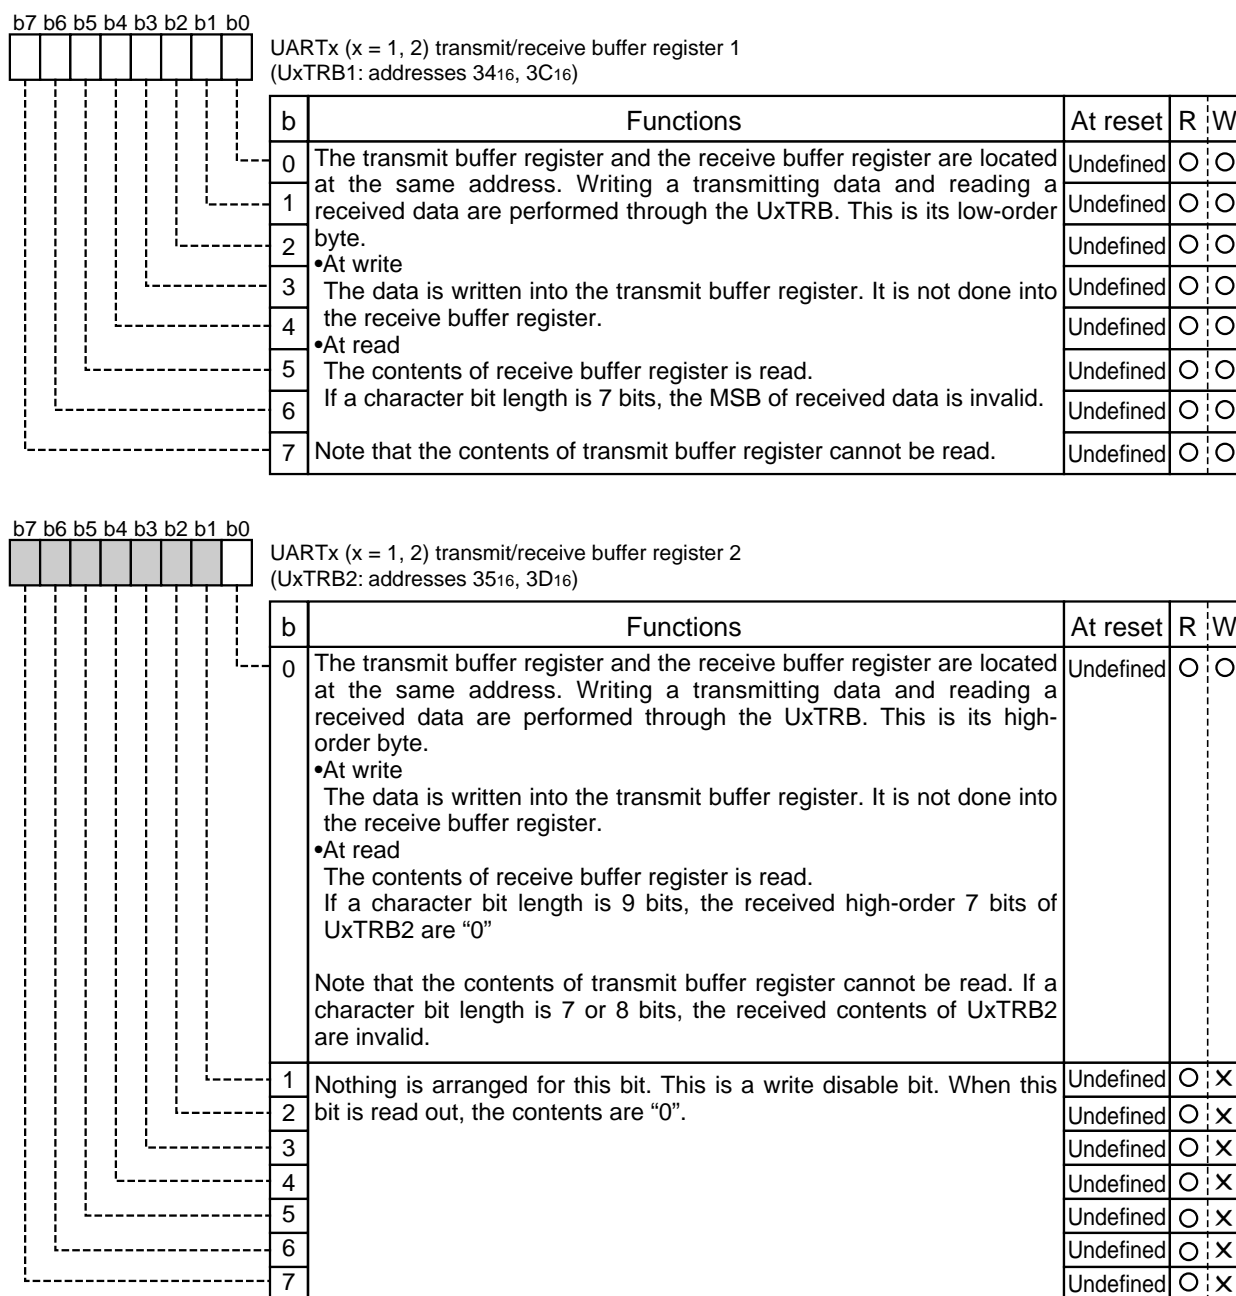 b7 b6 b5 b4 b3 b2 b1 b0
UARTx (x = 1, 2) transmit/receive buffer register 1
(UxTRB1: addresses 3416, 3C16)
b Functions At reset R W
0 The transmit buffer register and the receive buffer register are located Undefined O O
at the same address. Writing a transmitting data and reading a
1 received data are performed through the UxTRB. This is its low-order Undefined O O
2 byte. Undefined O O
•At write
3 The data is written into the transmit buffer register. It is not done into Undefined O O
4 the receive buffer register. Undefined O O
•At read
5 The contents of receive buffer register is read. Undefined O O
6 If a character bit length is 7 bits, the MSB of received data is invalid. Undefined O O
7 Note that the contents of transmit buffer register cannot be read. Undefined O O
b7 b6 b5 b4 b3 b2 b1 b0
UARTx (x = 1, 2) transmit/receive buffer register 2
(UxTRB2: addresses 3516, 3D16)
b Functions At reset R W
0 The transmit buffer register and the receive buffer register are located Undefined O O
at the same address. Writing a transmitting data and reading a
received data are performed through the UxTRB. This is its high-
order byte.
•At write
The data is written into the transmit buffer register. It is not done into
the receive buffer register.
•At read
The contents of receive buffer register is read.
If a character bit length is 9 bits, the received high-order 7 bits of
UxTRB2 are “0”
Note that the contents of transmit buffer register cannot be read. If a
character bit length is 7 or 8 bits, the received contents of UxTRB2
are invalid.
1 Nothing is arranged for this bit. This is a write disable bit. When this Undefined O X
2 bit is read out, the contents are “0”. Undefined O X
3 Undefined O X
4 Undefined O X
5 Undefined O X
6 Undefined O X
7 Undefined O X